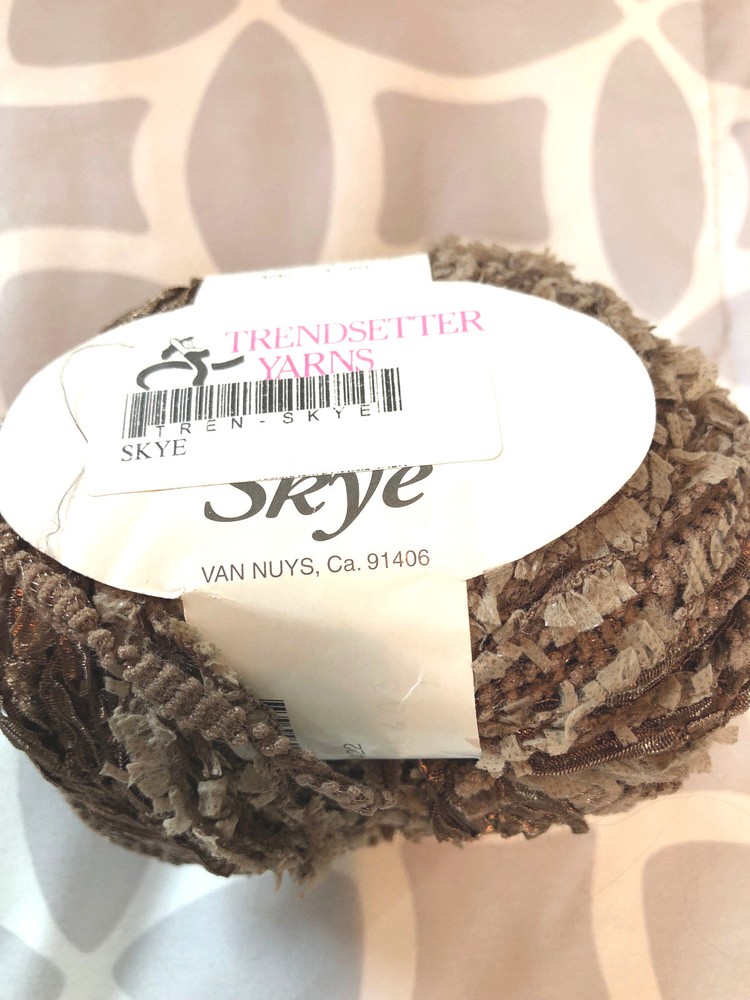 TRENDSETTER
YARNS
TREN-SKYE
SKYE
Skye
VAN NUYS, Ca. 91406